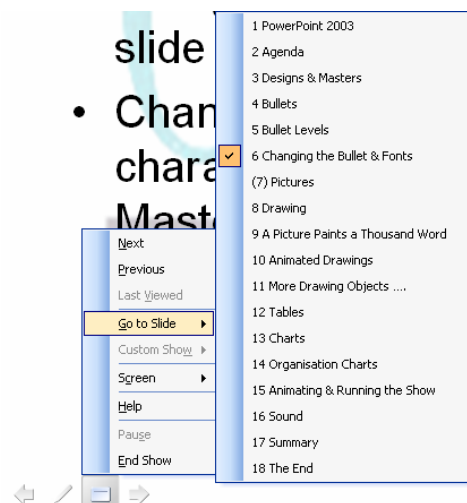 slide
• Chan
chara
Mast
Next
Previous
Last Viewed
Go to Slide
Custom Show
Screen
Help
Pause
End Show
1 PowerPoint 2003
2 Agenda
3 Designs & Masters
4 Bullets
5 Bullet Levels
6 Changing the Bullet & Fonts
(7) Pictures
8 Drawing
9 A Picture Paints a Thousand Word
10 Animated Drawings
11 More Drawing Objects ....
12 Tables
13 Charts
14 Organisation Charts
15 Animating & Running the Show
16 Sound
17 Summary
18 The End